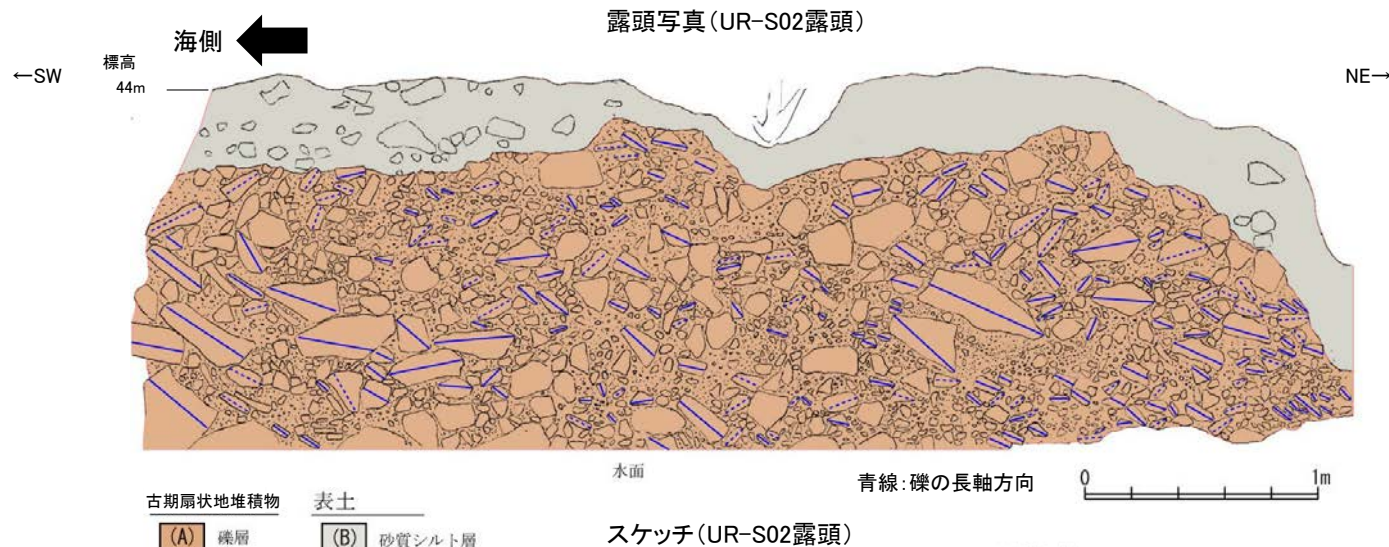 露頭写真(UR-S02露頭)
海側
←SW
標高
44m
NE→
水面
青線:礫の長軸方向
0 1m
古期扇状地堆積物
表土
(A) 礫層
(B) 砂質シルト層
スケッチ(UR-S02露頭)